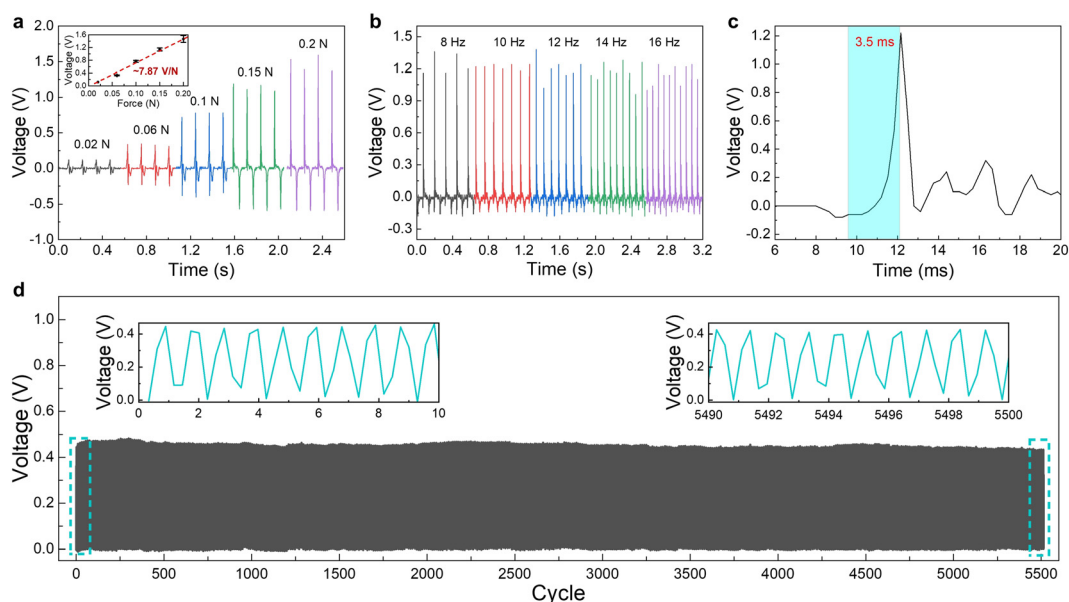 a
Voltage (V)
2.0
1.5
1.0
0.5
0.0
-0.5
-1.0
0.0 0.4 0.8 1.2 1.6 2.0 2.4
Time (s)
0.02 N
0.06 N
0.1 N
0.15 N
0.2 N
Voltage (V)
1.6
1.2
0.8
0.4
0.0
0.00 0.05 0.10 0.15 0.20
Force (N)
~7.87 V/N
b
Voltage (V)
1.5
1.2
0.9
0.6
0.3
0.0
-0.3
8 Hz 10 Hz 12 Hz 14 Hz 16 Hz
0.0 0.4 0.8 1.2 1.6 2.0 2.4 2.8 3.2
Time (s)
c
Voltage (V)
1.2
1.0
0.8
0.6
0.4
0.2
0.0
-0.2
3.5 ms
6 8 10 12 14 16 18 20
Time (ms)
d
Voltage (V)
1.0
0.8
0.6
0.4
0.2
0.0
Voltage (V)
0.4
0.2
0.0
0 2 4 6 8 10
Voltage (V)
0.4
0.2
0.0
5490 5492 5494 5496 5498 5500
0 500 1000 1500 2000 2500 3000 3500 4000 4500 5000 5500
Cycle